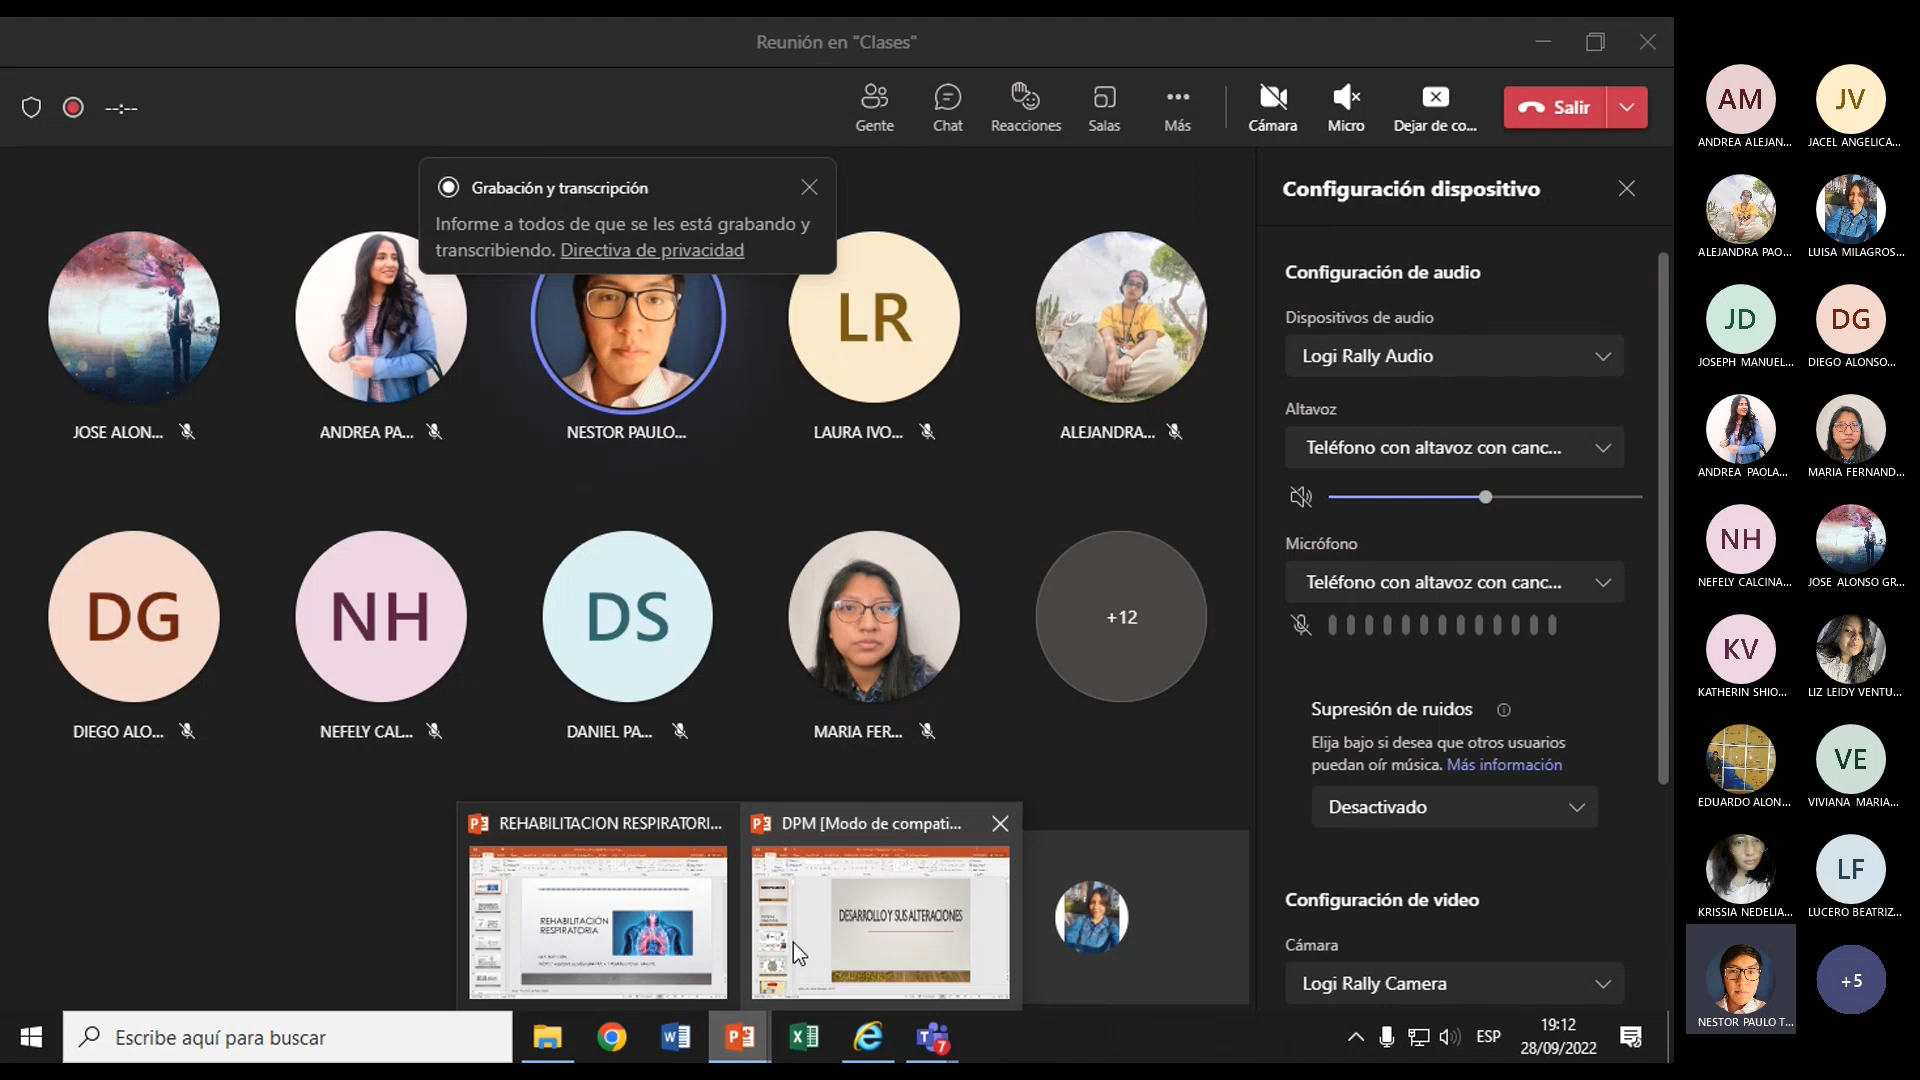 Reunión en "Clases"
--:--
Gente
Chat
Reacciones
Salas
Más
Cámara
Micro
Dejar de co...
Salir
Grabación y transcripción
Informe a todos de que se les está grabando y
transcribiendo. Directiva de privacidad
LR
JOSE ALON...
ANDREA PA...
NESTOR PAULO...
LAURA IVO...
ALEJANDRA...
DG
NH
DS
+12
DIEGO ALO...
NEFELY CAL...
DANIEL PA...
MARIA FER...
Configuración dispositivo
Configuración de audio
Dispositivos de audio
Logi Rally Audio
Altavoz
Teléfono con altavoz con canc...
Micrófono
Teléfono con altavoz con canc...
Supresión de ruidos
Elija bajo si desea que otros usuarios
puedan oír música. Más información
Desactivado
Configuración de video
Cámara
Logi Rally Camera
REHABILITACION RESPIRATORI...
DPM [Modo de compati...
REHABILITACIÓN
RESPIRATORIA
DESARROLLO Y SUS ALTERACIONES
Escribe aquí para buscar
7
ESP
19:12
28/09/2022
AM
JV
ANDREA ALEJAN...
JACEL ANGELICA...
ALEJANDRA PAO...
LUISA MILAGROS...
JD
DG
JOSEPH MANUEL...
DIEGO ALONSO...
ANDREA PAOLA...
MARIA FERNAND...
NH
NEFELY CALCINA...
JOSE ALONSO GR...
KV
KATHERIN SHIO...
LIZ LEIDY VENTU...
VE
EDUARDO ALON...
VIVIANA MARIA...
LF
KRISSIA NEDELIA...
LUCERO BEATRIZ...
+5
NESTOR PAULO T...